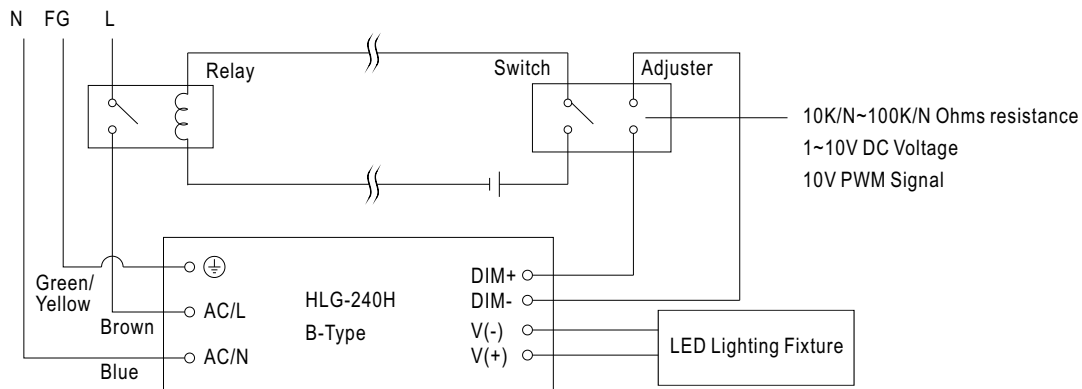 N FG L
Relay
Switch
Adjuster
10K/N~100K/N Ohms resistance
1~10V DC Voltage
10V PWM Signal
Green/
Yellow
Brown
Blue
AC/L
AC/N
HLG-240H
B-Type
DIM+
DIM-
V(-)
V(+)
LED Lighting Fixture